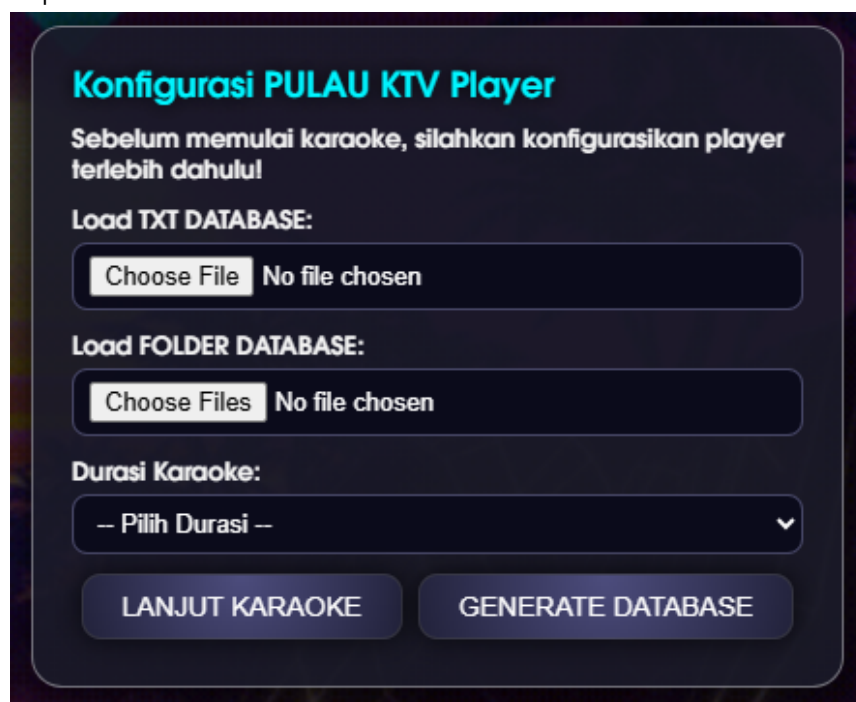 Konfigurasi PULAU KTV Player
Sebelum memulai karaoke, silahkan konfigurasikan player
terlebih dahulu!
Load TXT DATABASE:
Choose File No file chosen
Load FOLDER DATABASE:
Choose Files No file chosen
Durasi Karaoke:
-- Pilih Durasi --
LANJUT KARAOKE GENERATE DATABASE